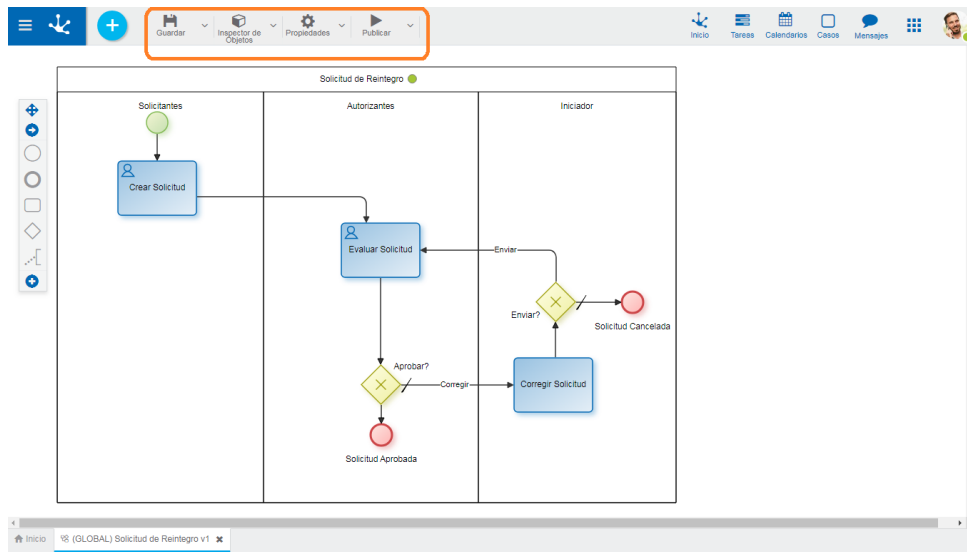 Guardar
Inspector de
Objetos
Propiedades
Publicar
Inicio
Tareas
Calendarios
Casos
Mensajes
Solicitud de Reintegro
Solicitantes
Autorizantes
Iniciador
Crear Solicitud
Evaluar Solicitud
Enviar
Enviar?
Solicitud Cancelada
Aprobar?
Corregir
Corregir Solicitud
Solicitud Aprobada
Inicio
(GLOBAL) Solicitud de Reintegro v1